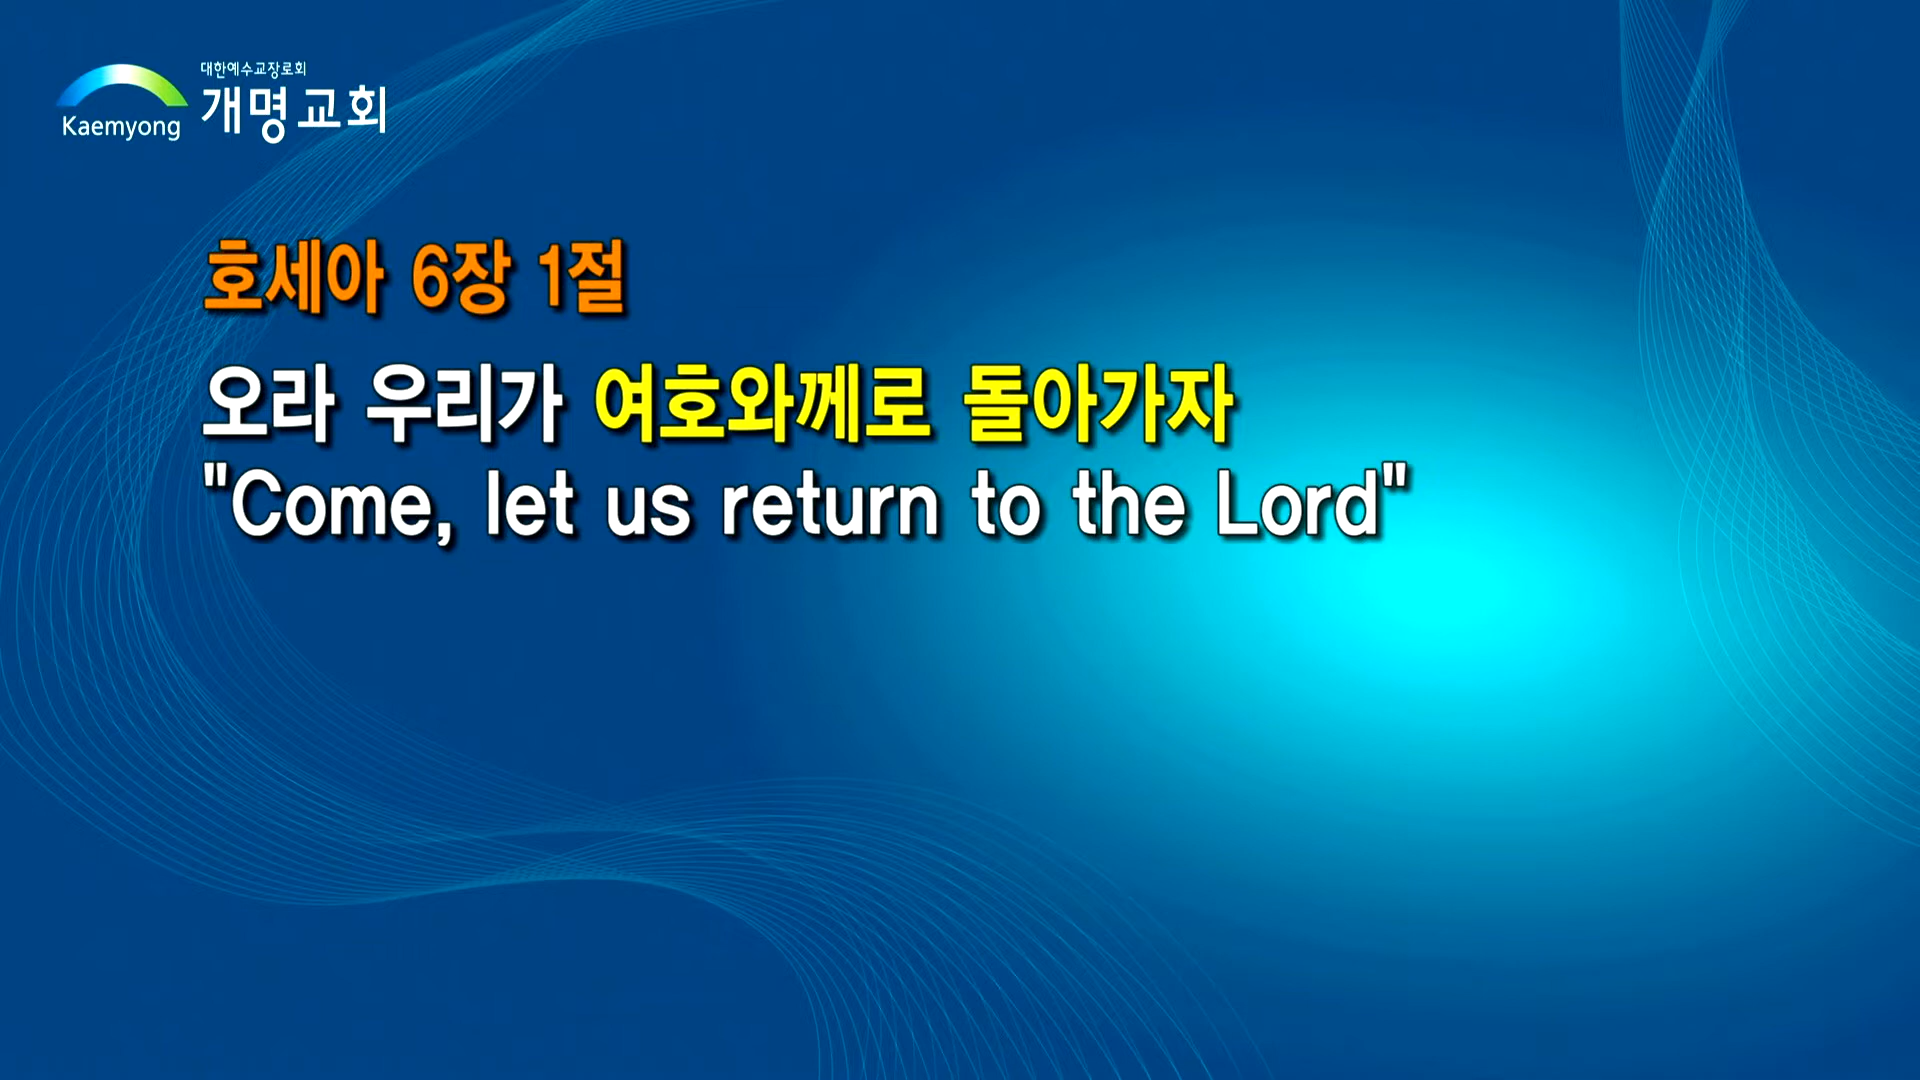 대한예수교장로회
개명교회
Kaemyong
호세아 6장 1절
오라 우리가 여호와께로 돌아가자
"Come, let us return to the Lord"